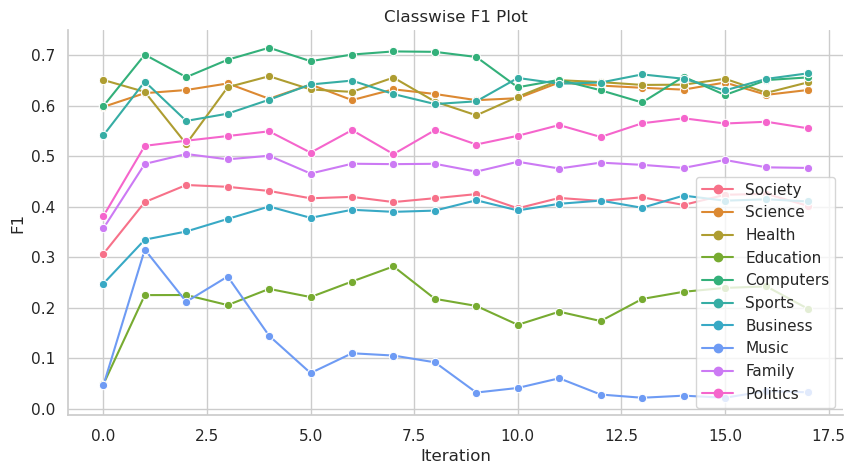 Classwise F1 Plot
F1
0.7
0.6
0.5
0.4
0.3
0.2
0.1
0.0
Society
Science
Health
Education
Computers
Sports
Business
Music
Family
Politics
0.0 2.5 5.0 7.5 10.0 12.5 15.0 17.5
Iteration